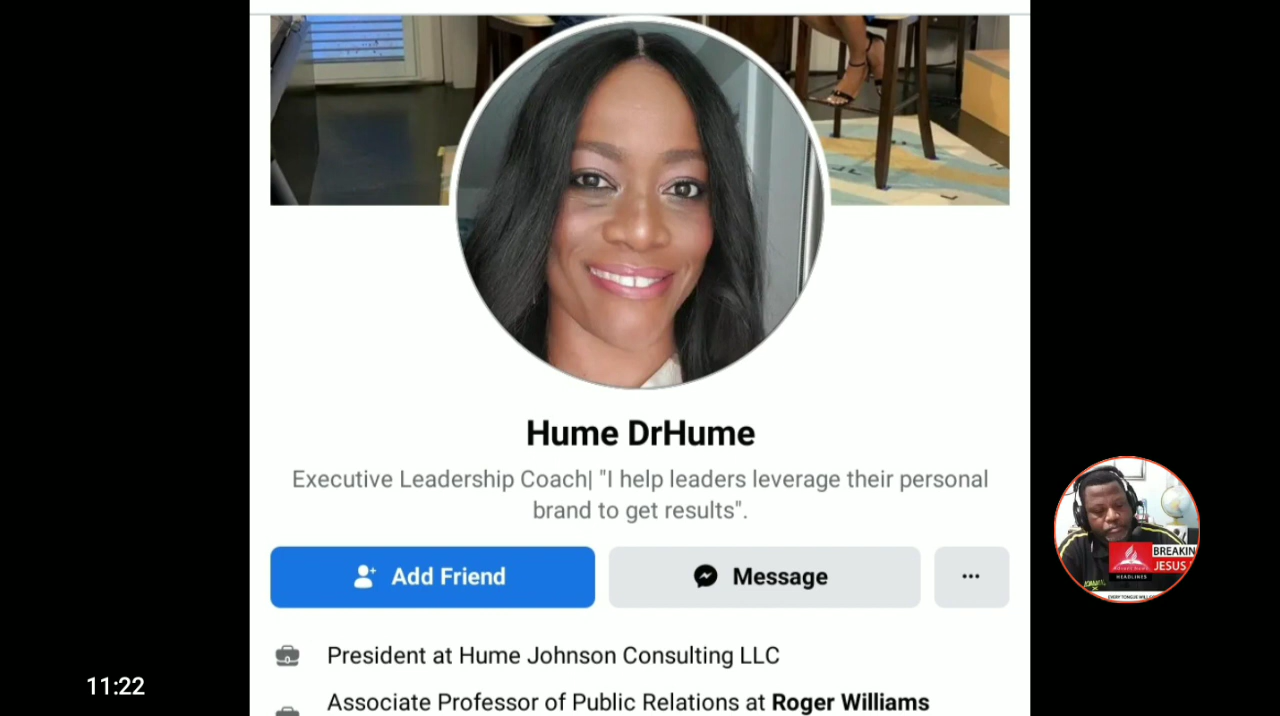 Hume DrHume
Executive Leadership Coach| "I help leaders leverage their personal
brand to get results".
Add Friend
Message
President at Hume Johnson Consulting LLC
Associate Professor of Public Relations at Roger Williams
BREAKIN
JESUS
HEADLINES
11:22